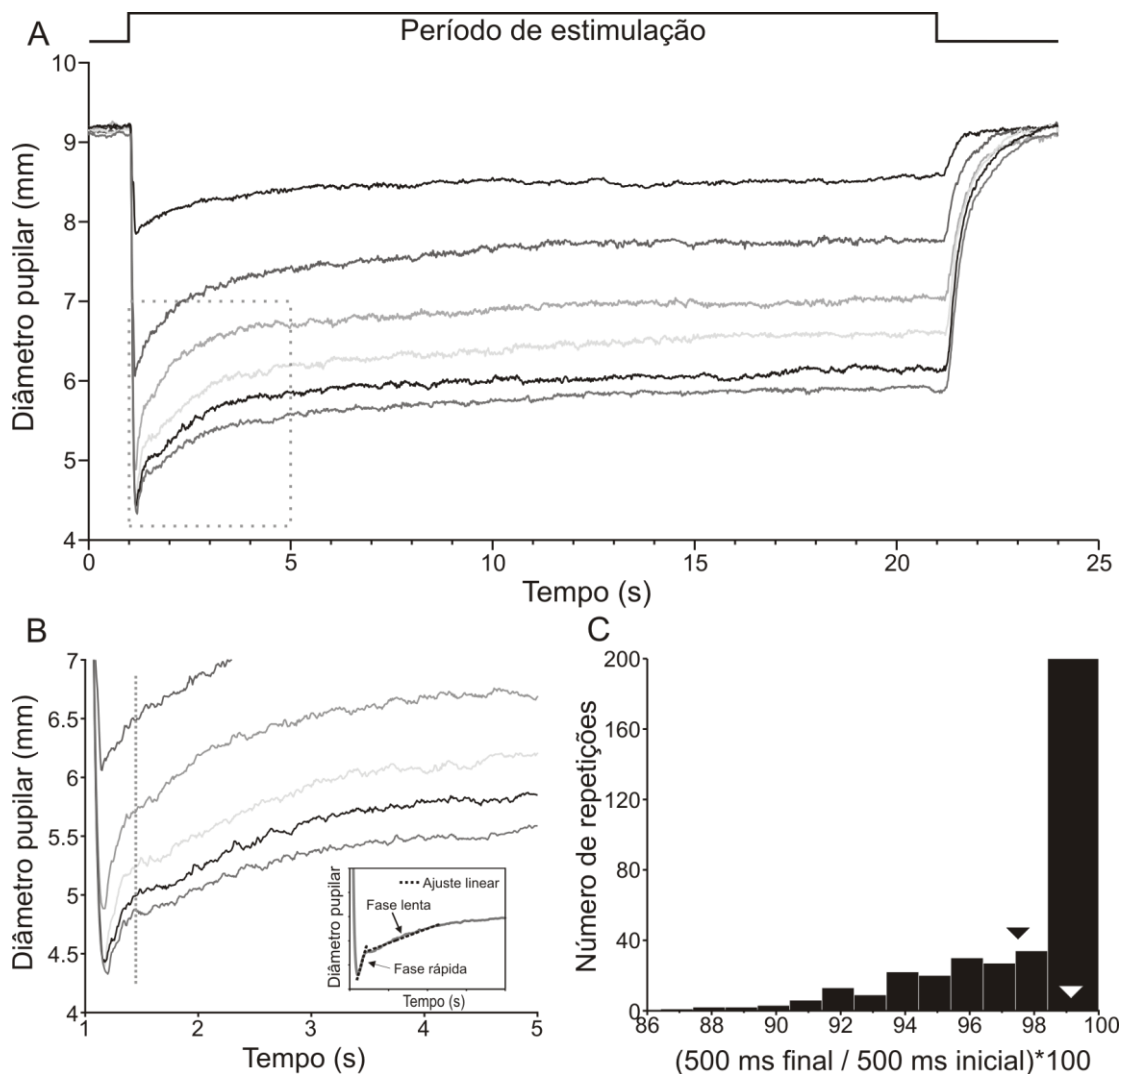 A
Período de estimulação
Diâmetro pupilar (mm)
10
9
8
7
6
5
4
0 5 10 15 20 25
Tempo (s)
B
Diâmetro pupilar (mm)
7
6.5
6
5.5
5
4.5
4
1 2 3 4 5
Tempo (s)
Diâmetro pupilar
Ajuste linear
Fase lenta
Fase rápida
Tempo (s)
C
Número de repetições
200
160
120
80
40
0
86 88 90 92 94 96 98 100
(500 ms final / 500 ms inicial)*100